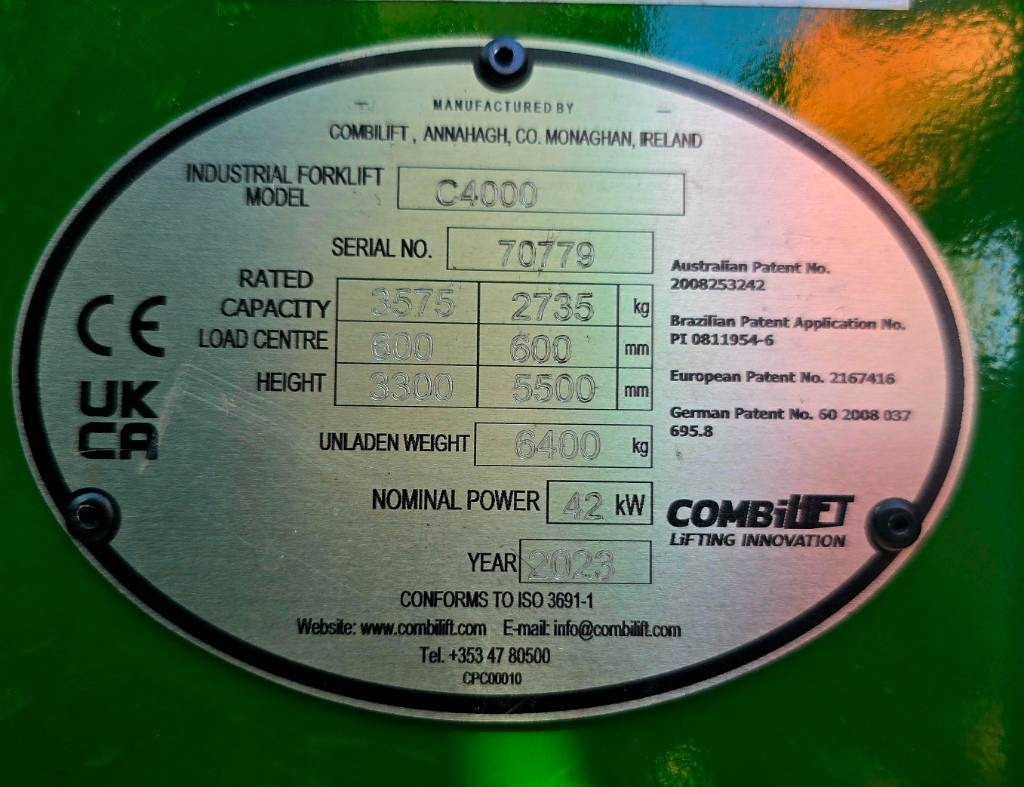 MANUFACTURED BY
COMBILIFT , ANNAHAGH, CO. MONAGHAN, IRELAND
INDUSTRIAL FORKLIFT
MODEL
C4000
SERIAL NO. 70779
RATED
CAPACITY 3575 2735 kg
LOAD CENTRE 600 600 mm
HEIGHT 3300 5500 mm
UNLADEN WEIGHT 6400 kg
NOMINAL POWER 42 kW
YEAR 2023
CE
UK
CA
Australian Patent No.
2008253242
Brazilian Patent Application No.
PI 0811954-6
European Patent No. 2167416
German Patent No. 60 2008 037
695.8
COMBiLIFT
LiFTING INNOVATION
CONFORMS TO ISO 3691-1
Website: www.combilift.com E-mail: info@combilift.com
Tel. +353 47 80500
CPC00010